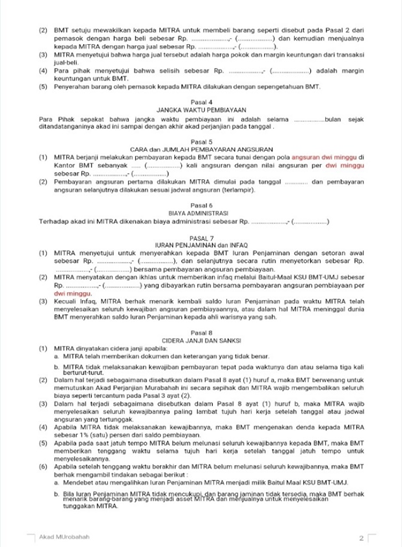 (2) BMT setuju mewakilkan kepada MITRA untuk membeli barang seperti disebut pada Pasal 2 dari
pemasok dengan harga beli sebesar Rp. ..................,- (..................) dan kemudian menjualnya
kepada MITRA dengan harga jual sebesar Rp. ..................,- (..................).
(3) MITRA menyetujui bahwa harga jual tersebut adalah harga pokok dan margin keuntungan dari transaksi
jual-beli.
(4) Para pihak menyetujui bahwa selisih sebesar Rp. ..................,- (..................) adalah margin
keuntungan untuk BMT.
(5) Penyerahan barang oleh pemasok kepada MITRA dilakukan dengan sepengetahuan BMT.
Pasal 4
JANGKA WAKTU PEMBIAYAAN
Para Pihak sepakat bahwa jangka waktu pembiayaan ini adalah selama ..................bulan sejak
ditandatanganinya akad ini sampai dengan akhir akad perjanjian pada tanggal .
Pasal 5
CARA dan JUMLAH PEMBAYARAN ANGSURAN
(1) MITRA berjanji melakukan pembayaran kepada BMT secara tunai dengan pola angsuran dwi minggu di
Kantor BMT sebanyak ...... (..................) kali angsuran dengan nilai angsuran per dwi minggu
sebesar Rp. ..................,- (..................)
(2) Pembayaran angsuran pertama dilakukan MITRA dimulai pada tanggal ............ dan pembayaran
angsuran selanjutnya dilakukan sesuai jadwal angsuran (terlampir).
Pasal 6
BIAYA ADMINISTRASI
Terhadap akad ini MITRA dikenakan biaya administrasi sebesar Rp. ..................,- (..................)
PASAL 7
IURAN PENJAMINAN dan INFAQ
(1) MITRA menyetujui untuk menyerahkan kepada BMT Iuran Penjaminan dengan setoran awal
sebesar Rp. ..................,- (..................), dan selanjutnya secara rutin menyetorkan sebesar Rp.
..................,- (..................) bersama pembayaran angsuran pembiayaan.
(2) MITRA menyatakan dengan ikhlas untuk memberikan infaq melalui Baitul-Maal KSU BMT-UMJ sebesar
Rp. ..................,- (..................) yang dibayarkan rutin bersama pembayaran angsuran pembiayaan per
dwi minggu.
(3) Kecuali Infaq, MITRA berhak menarik kembali saldo Iuran Penjaminan pada waktu MITRA telah
menyelesaikan seluruh kewajiban angsuran pembiayaannya, atau dalam hal MITRA meninggal dunia
BMT menyerahkan saldo Iuran Penjaminan kepada ahli warisnya yang sah.
Pasal 8
CIDERA JANJI DAN SANKSI
(1) MITRA dinyatakan cidera janji apabila:
a. MITRA telah memberikan dokumen dan keterangan yang tidak benar.
b. MITRA tidak melaksanakan kewajiban pembayaran tepat pada waktunya dan atau selama tiga kali
berturut-turut.
(2) Dalam hal terjadi sebagaimana disebutkan dalam Pasal 8 ayat (1) huruf a, maka BMT berwenang untuk
memutuskan Akad Perjanjian Murabahah ini secara sepihak dan MITRA wajib mengembalikan seluruh
biaya seperti tercantum pada Pasal 3 ayat (2).
(3) Dalam hal terjadi sebagaimana disebutkan dalam Pasal 8 ayat (1) huruf b, maka MITRA wajib
menyelesaikan seluruh kewajibannya paling lambat tujuh hari kerja setelah tanggal atau jadwal
angsuran yang tertunggak.
(4) Apabila MITRA tidak melaksanakan kewajibannya, maka BMT mengenakan denda kepada MITRA
sebesar 1% (satu) persen dari saldo pembiayaan.
(5) Apabila pada saat jatuh tempo MITRA belum melunasi seluruh kewajibannya kepada BMT, maka BMT
memberikan tenggang waktu selama tujuh hari kerja setelah tanggal jatuh tempo untuk
menyelesaikannya.
(6) Apabila setelah tenggang waktu berakhir dan MITRA belum melunasi seluruh kewajibannya, maka BMT
berhak mengambil tindakan sebagai berikut :
a. Mendebet atau mengalihkan Iuran Penjaminan MITRA menjadi milik Baitul Maal KSU BMT-UMJ.
b. Bila Iuran Penjaminan MITRA tidak mencukupi dan barang jaminan tidak tersedia, maka BMT berhak
menarik barang-barang yang menjadi asset MITRA dan menjualnya untuk menyelesaikan
tunggakan MITRA.
Akad MUrobahah 2